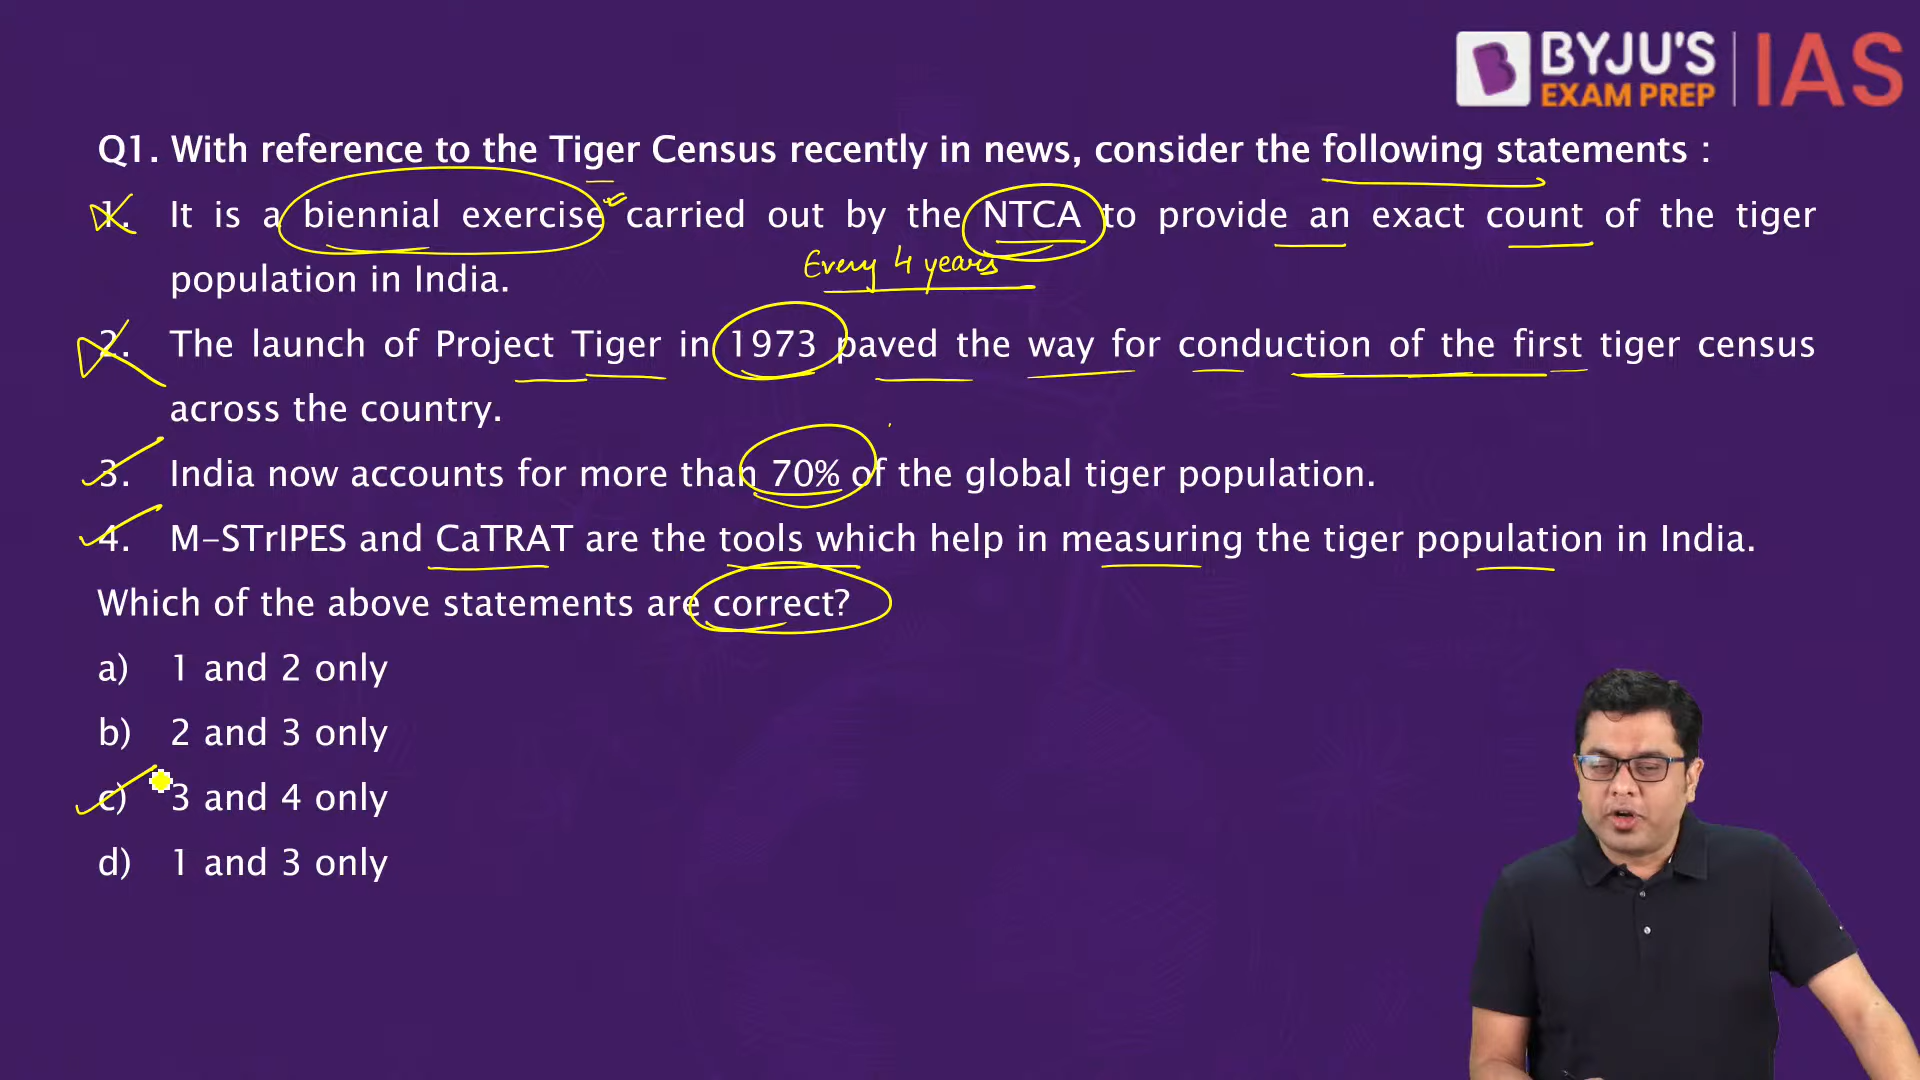 BYJU'S
EXAM PREP
IAS
Q1. With reference to the Tiger Census recently in news, consider the following statements :
1. It is a biennial exercise carried out by the NTCA to provide an exact count of the tiger
Every 4 years
population in India.
2. The launch of Project Tiger in 1973 paved the way for conduction of the first tiger census
across the country.
3. India now accounts for more than 70% of the global tiger population.
4. M-STrIPES and CaTRAT are the tools which help in measuring the tiger population in India.
Which of the above statements are correct?
a) 1 and 2 only
b) 2 and 3 only
c) 3 and 4 only
d) 1 and 3 only